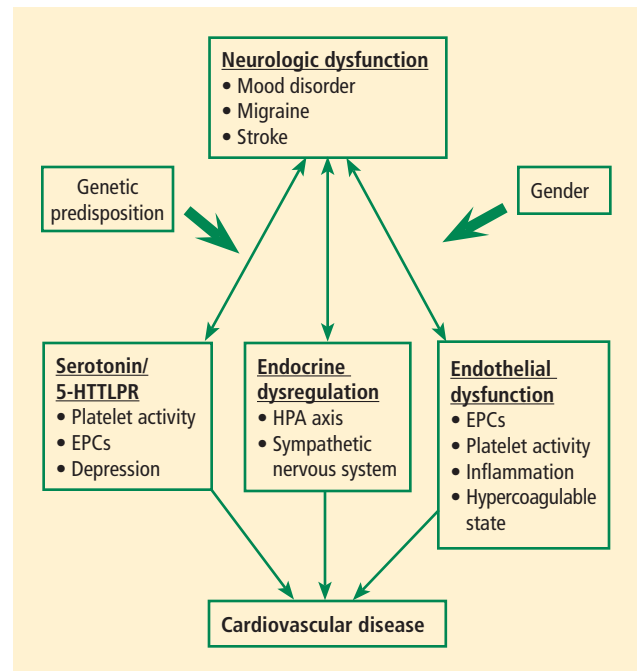 Neurologic dysfunction
• Mood disorder
• Migraine
• Stroke
Genetic
predisposition
Gender
Serotonin/
5-HTTLPR
• Platelet activity
• EPCs
• Depression
Endocrine
dysregulation
• HPA axis
• Sympathetic
nervous system
Endothelial
dysfunction
• EPCs
• Platelet activity
• Inflammation
• Hypercoagulable
state
Cardiovascular disease